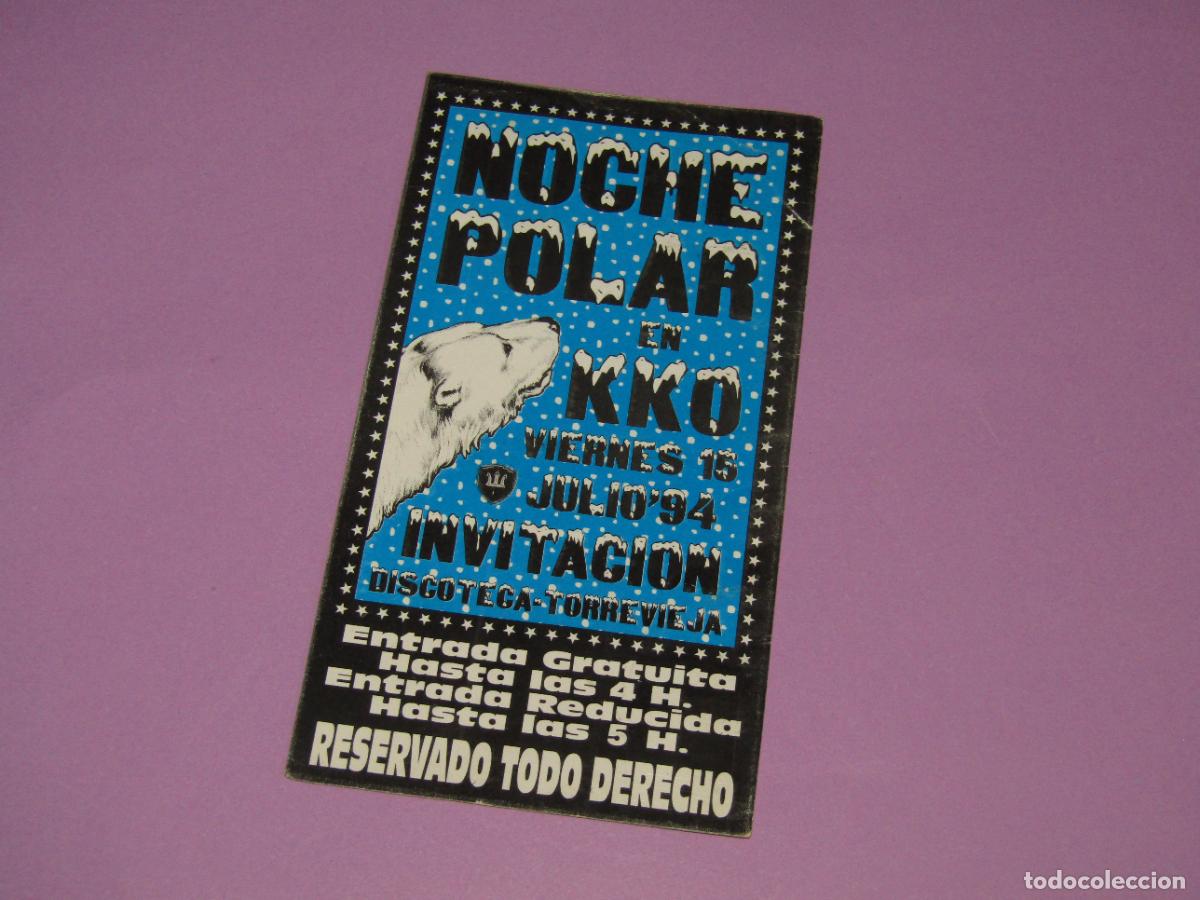 NOCHE
POLAR
EN
KKO
VIERNES 15
JULIO'94
INVITACION
DISCOTECA-TORREVIEJA
Entrada Gratuita
Hasta las 4 H.
Entrada Reducida
Hasta las 5 H.
RESERVADO TODO DERECHO
todocoleccion